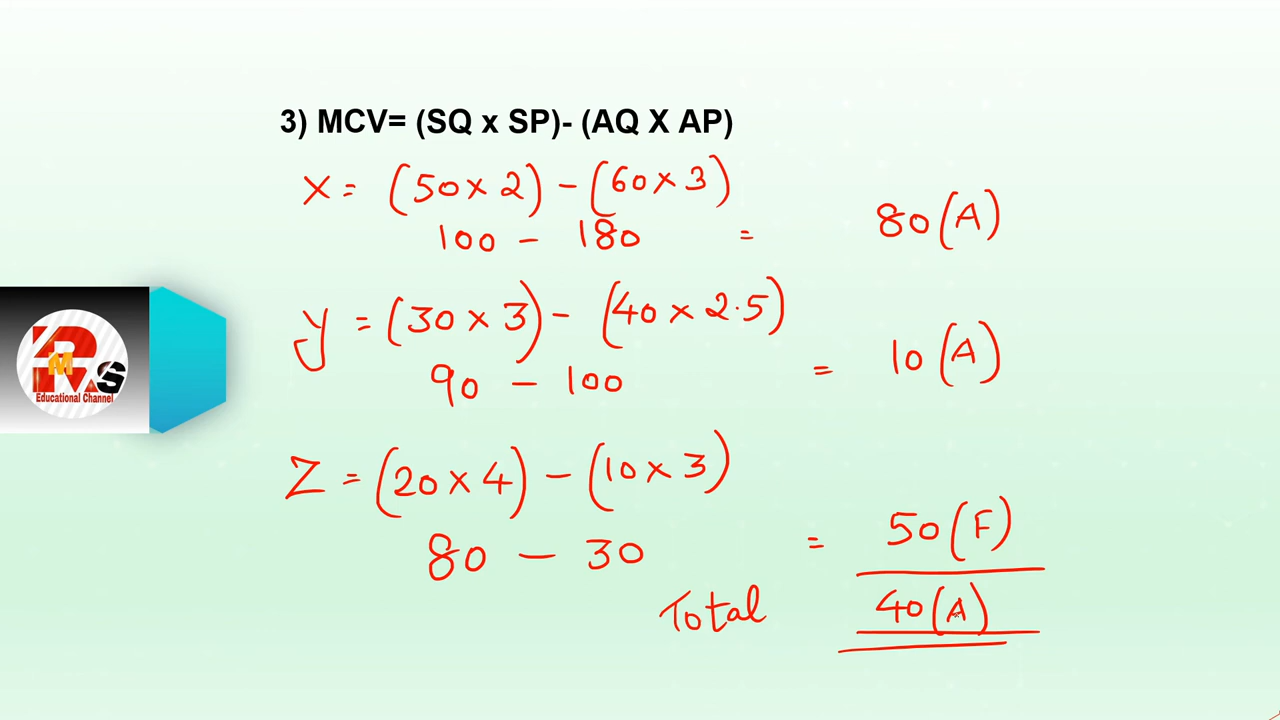 3) MCV= (SQ x SP)- (AQ X AP)
X = (50 x 2) - (60 x 3)
100 - 180 = 80 (A)
y = (30 x 3) - (40 x 2.5)
90 - 100 = 10 (A)
Z = (20 x 4) - (10 x 3)
80 - 30 = 50 (F)
Total 40 (A)
RMS
Educational Channel